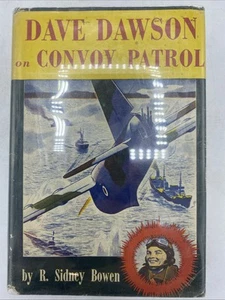 DAVE DAWSON
on CONVOY PATROL
by R. Sidney Bowen